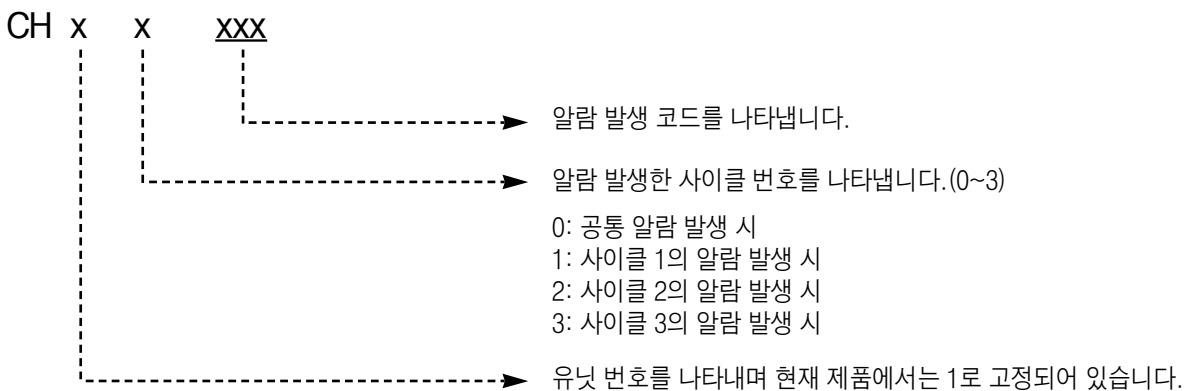 CH x x xxx
알람 발생 코드를 나타냅니다.
알람 발생한 사이클 번호를 나타냅니다.(0~3)
0: 공통 알람 발생 시
1: 사이클 1의 알람 발생 시
2: 사이클 2의 알람 발생 시
3: 사이클 3의 알람 발생 시
유닛 번호를 나타내며 현재 제품에서는 1로 고정되어 있습니다.